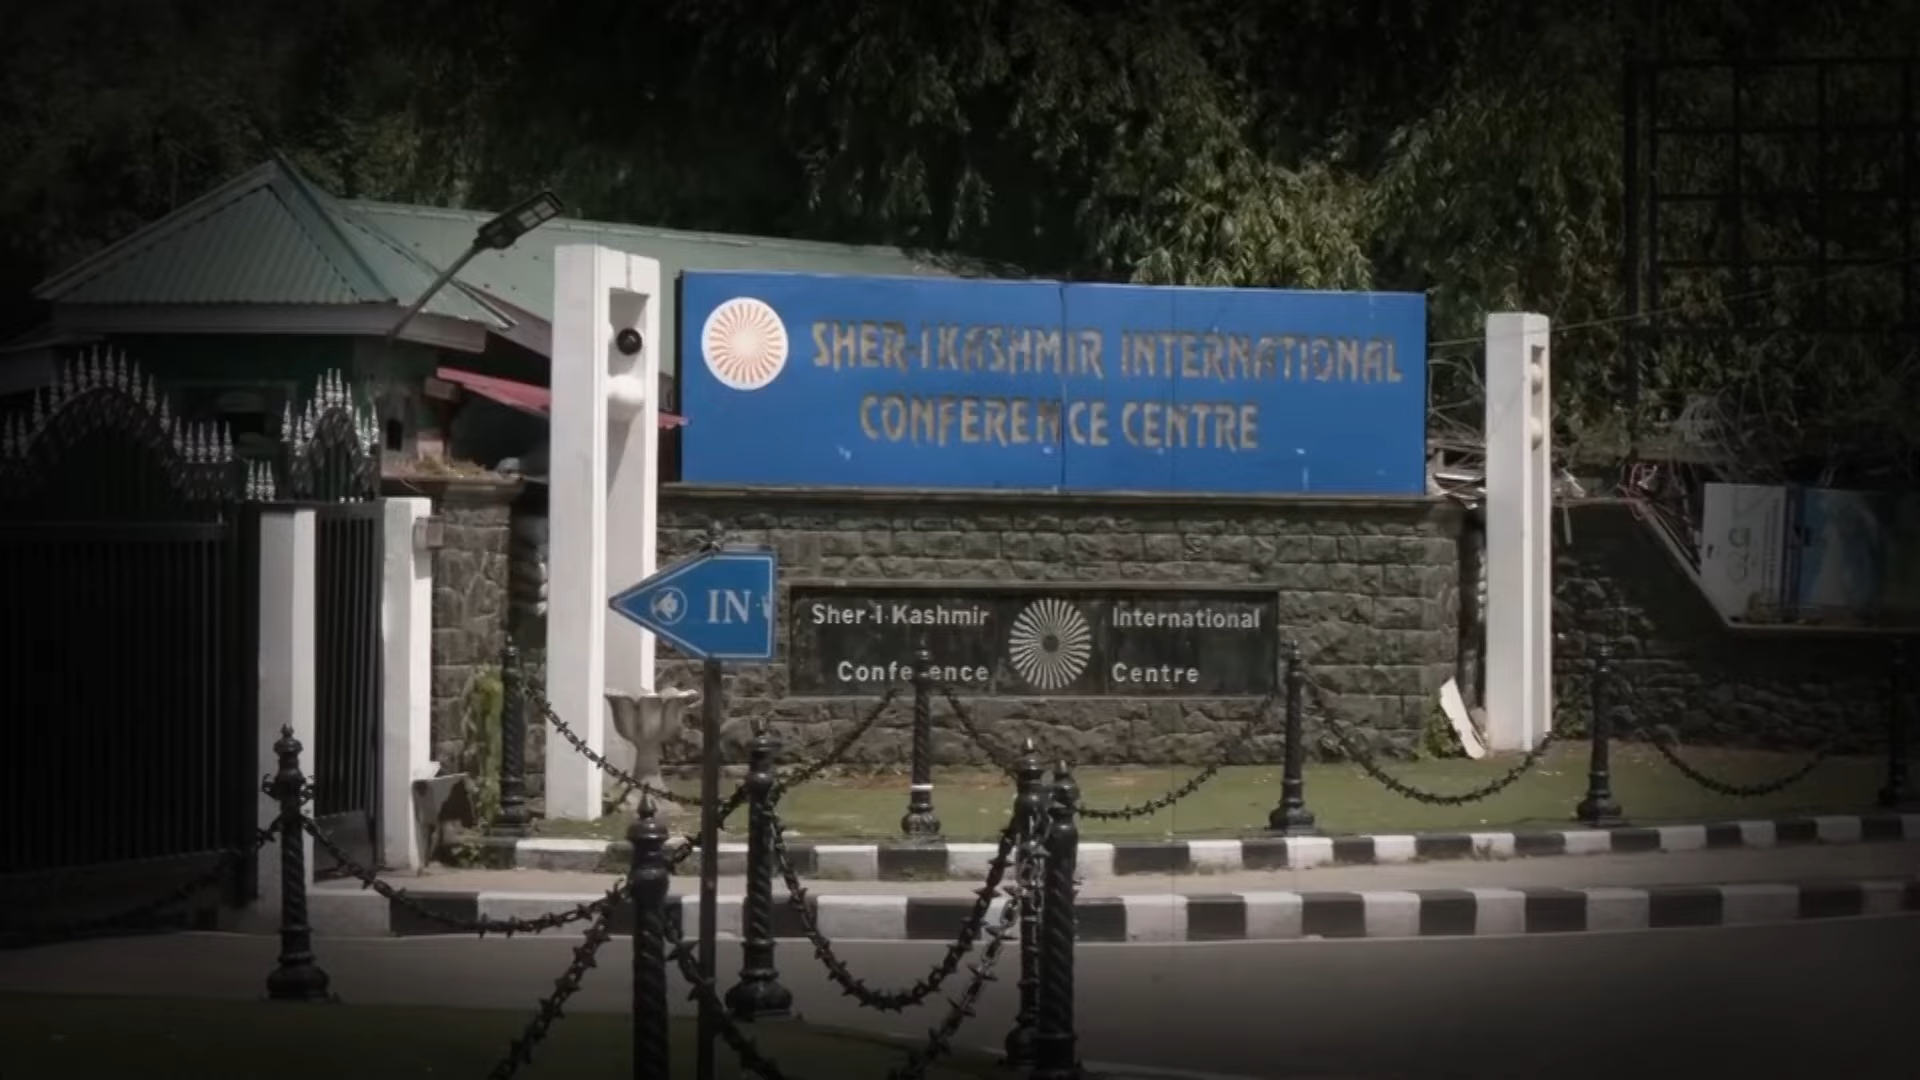 SHER-I KASHMIR INTERNATIONAL
CONFERENCE CENTRE
IN
Sher-i-Kashmir International
Conference Centre